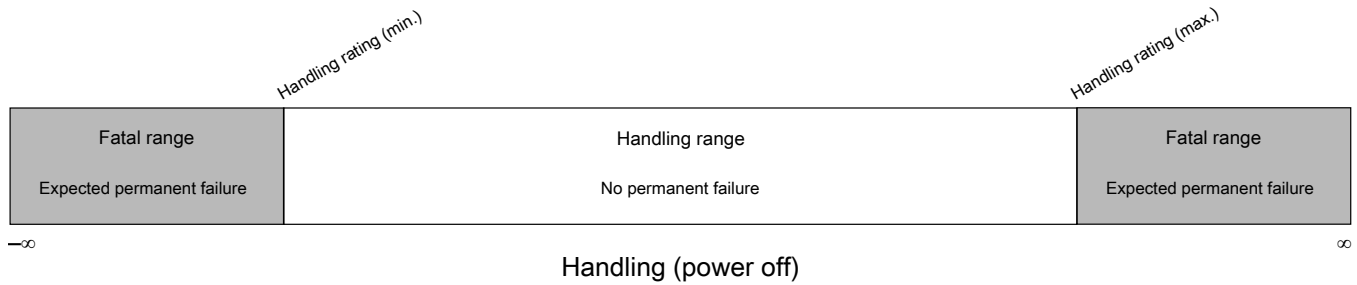 Handling rating (min.)
Handling rating (max.)
Fatal range
Handling range
Fatal range
Expected permanent failure
No permanent failure
Expected permanent failure
–∞
∞
Handling (power off)